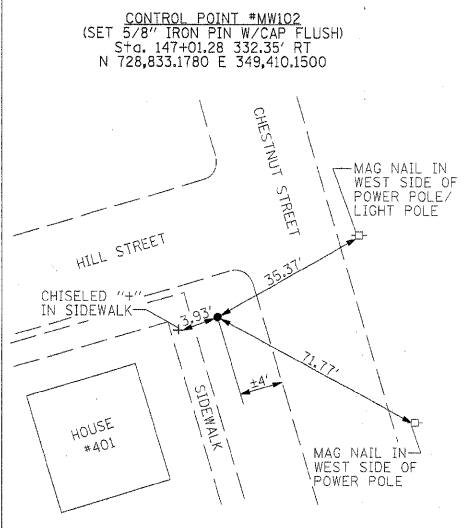 CONTROL POINT #MW102
(SET 5/8" IRON PIN W/CAP FLUSH)
Sta. 147+01.28 332.35' RT
N 728,833.1780 E 349,410.1500
CHESTNUT STREET
MAG NAIL IN
WEST SIDE OF
POWER POLE/
LIGHT POLE
HILL STREET
35.37'
CHISELED "+"
IN SIDEWALK
3.93'
71.77'
±4'
SIDEWALK
HOUSE
#401
MAG NAIL IN
WEST SIDE OF
POWER POLE